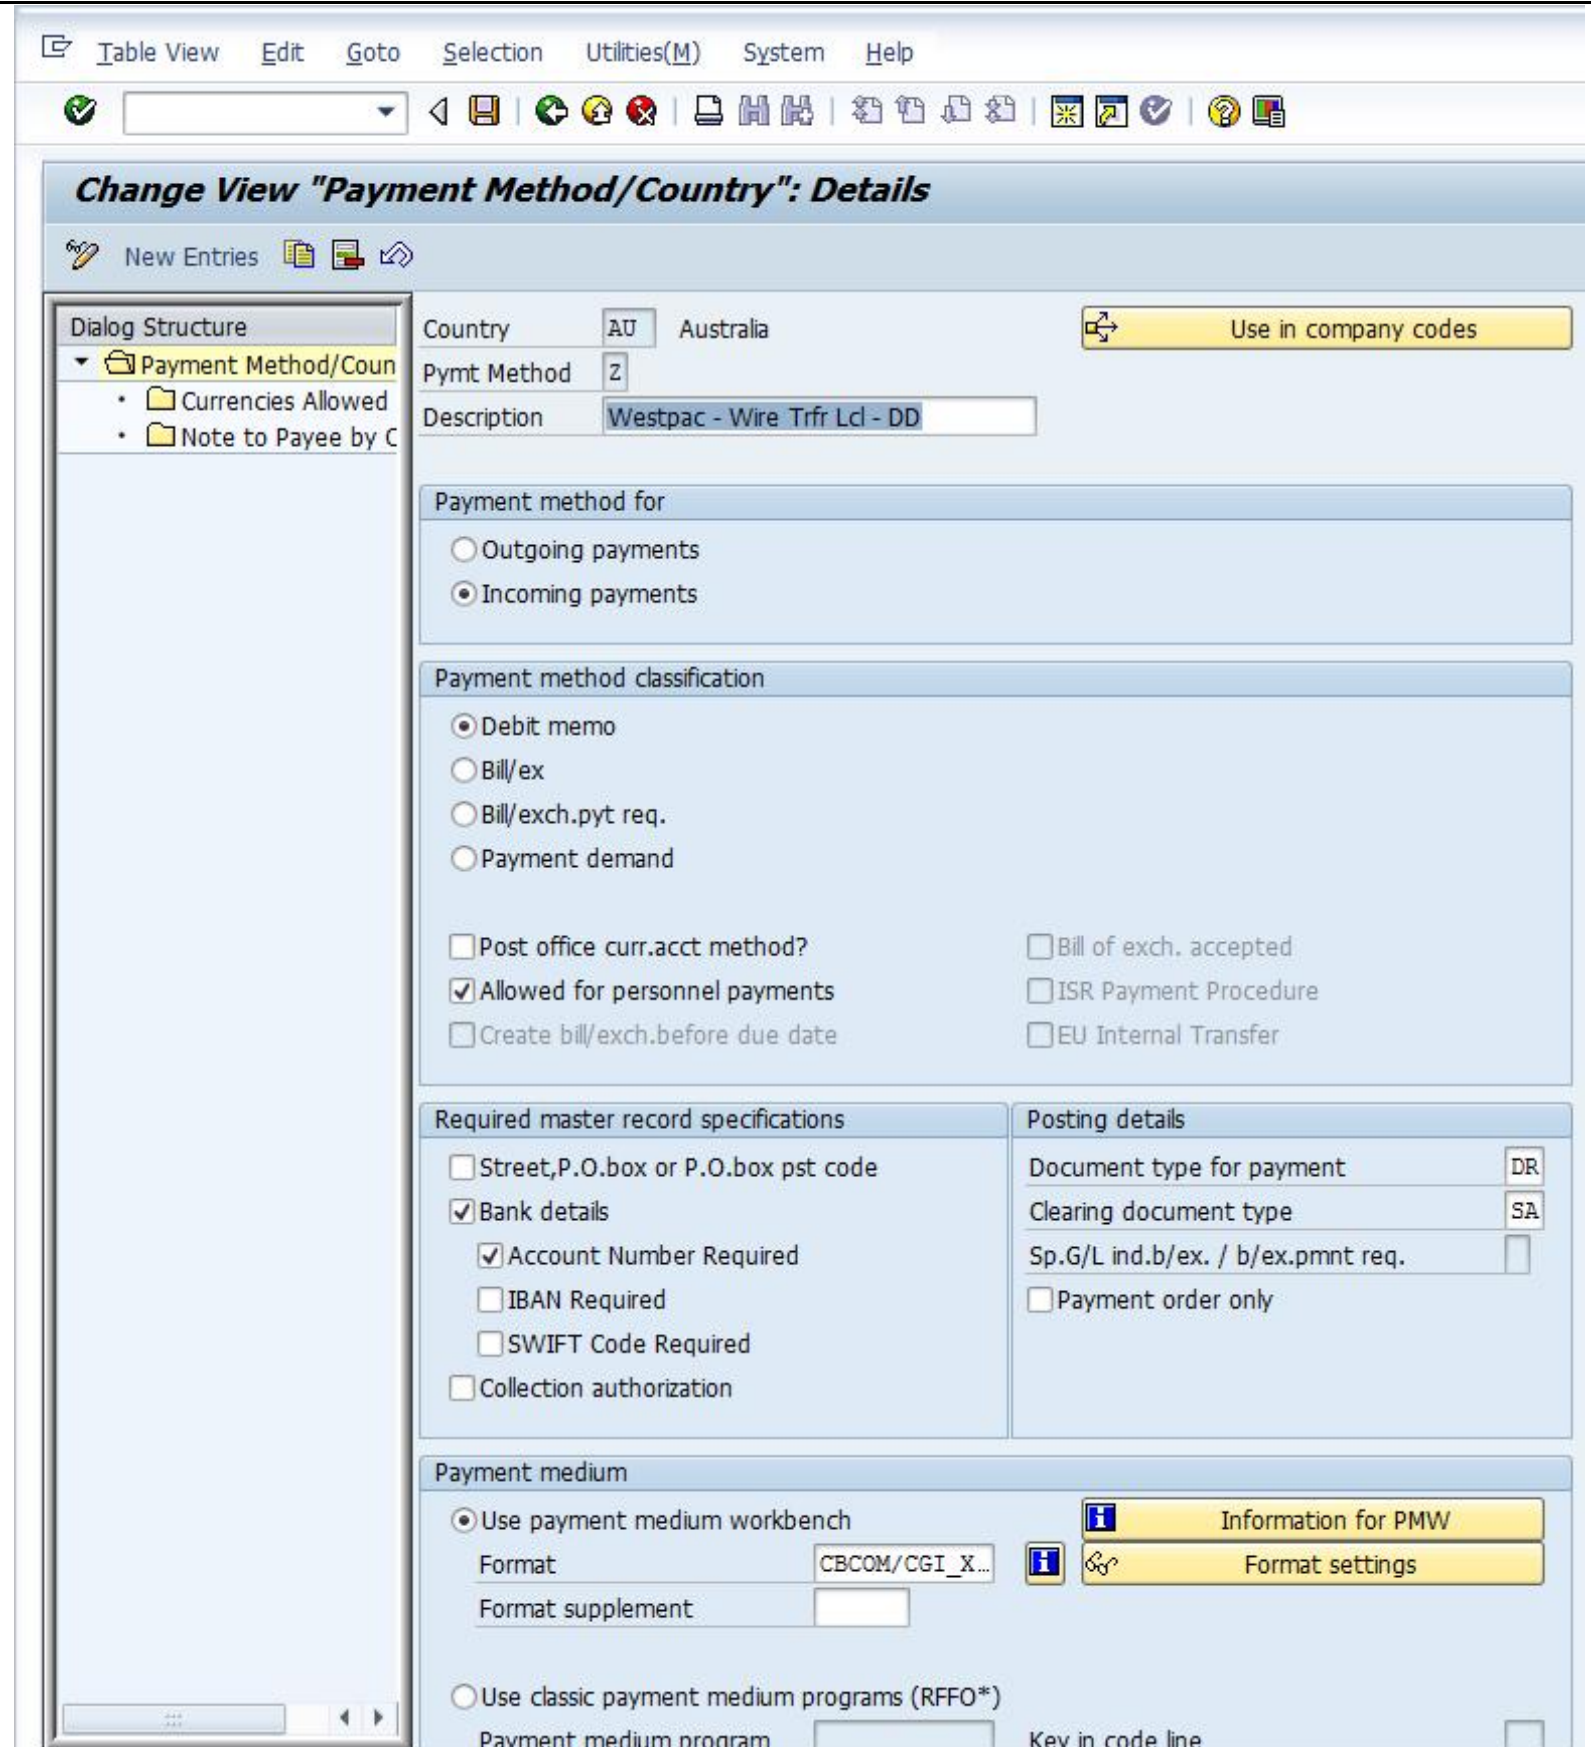 Table View Edit Goto Selection Utilities(M) System Help
Change View "Payment Method/Country": Details
New Entries
Dialog Structure
Payment Method/Coun
Currencies Allowed
Note to Payee by C
Country AU Australia Use in company codes
Pymt Method Z
Description Westpac - Wire Trfr Lcl - DD
Payment method for
Outgoing payments
Incoming payments
Payment method classification
Debit memo
Bill/ex
Bill/exch.pyt req.
Payment demand
Post office curr.acct method? Bill of exch. accepted
Allowed for personnel payments ISR Payment Procedure
Create bill/exch.before due date EU Internal Transfer
Required master record specifications Posting details
Street,P.O.box or P.O.box pst code Document type for payment DR
Bank details Clearing document type SA
Account Number Required Sp.G/L ind.b/ex. / b/ex.pmnt req.
IBAN Required Payment order only
SWIFT Code Required
Collection authorization
Payment medium
Use payment medium workbench Information for PMW
Format CBCOM/CGI_X… Format settings
Format supplement
Use classic payment medium programs (RFFO*)
Payment medium program Key in code line